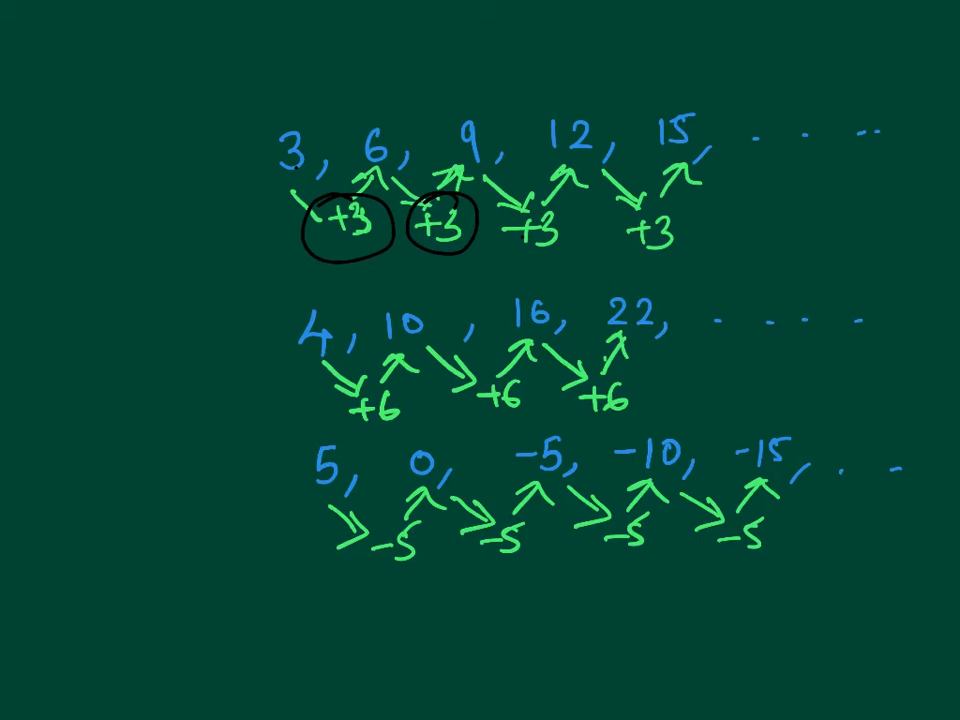 3, 6, 9, 12, 15, . . . .
+3 +3 +3 +3
4, 10 , 16, 22, . . . .
+6 +6 +6
5, 0, -5, -10, -15, . .
-5 -5 -5 -5